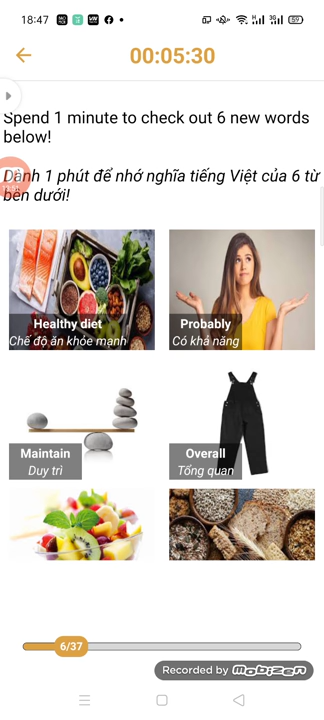 18:47
59
00:05:30
Spend 1 minute to check out 6 new words
below!
Dành 1 phút để nhớ nghĩa tiếng Việt của 6 từ
bên dưới!
Healthy diet
Chế độ ăn khỏe mạnh
Probably
Có khả năng
Maintain
Duy trì
Overall
Tổng quan
6/37
Recorded by mobizen